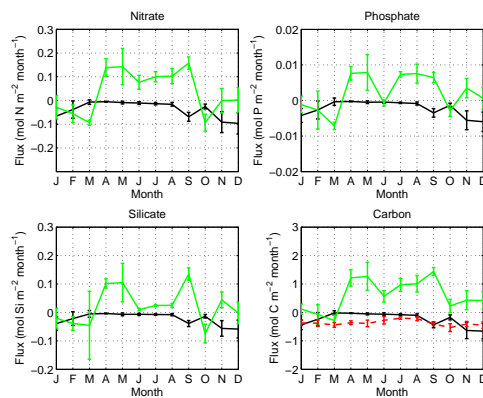 Nitrate
Flux (mol N m⁻² month⁻¹)
0.3
0.2
0.1
0
−0.1
−0.2
J F M A M J J A S O N D
Month
Phosphate
Flux (mol P m⁻² month⁻¹)
0.02
0.01
0
−0.01
−0.02
J F M A M J J A S O N D
Month
Silicate
Flux (mol Si m⁻² month⁻¹)
0.3
0.2
0.1
0
−0.1
−0.2
J F M A M J J A S O N D
Month
Carbon
Flux (mol C m⁻² month⁻¹)
4
3
2
1
0
−1
−2
J F M A M J J A S O N D
Month